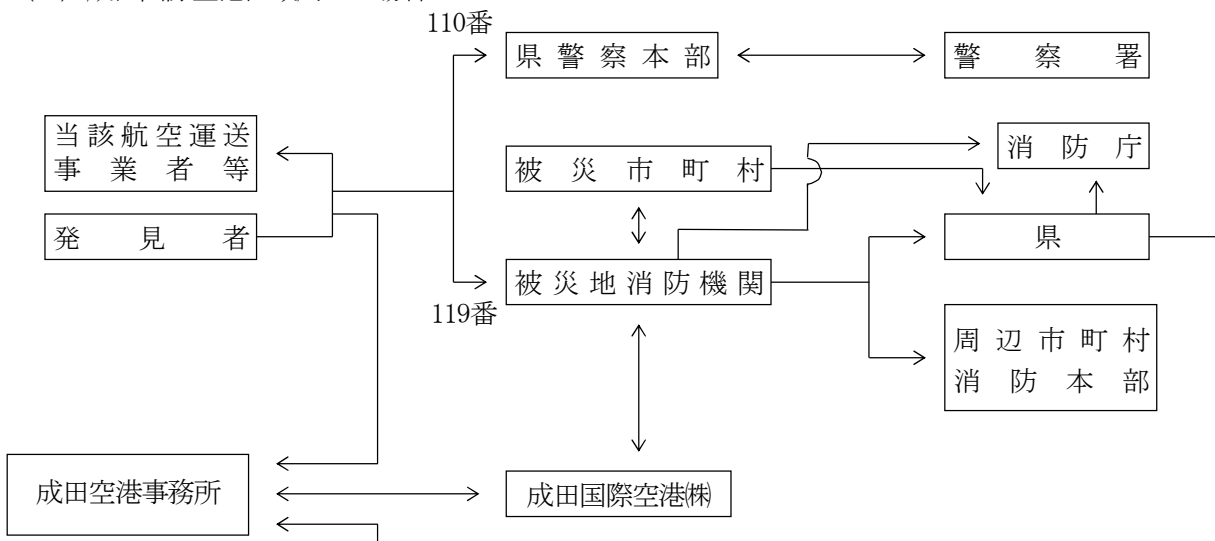 110番
県警察本部
警察署
当該航空運送
事業者等
被災市町村
消防庁
発見者
県
被災地消防機関
119番
周辺市町村
消防本部
成田空港事務所
成田国際空港㈱